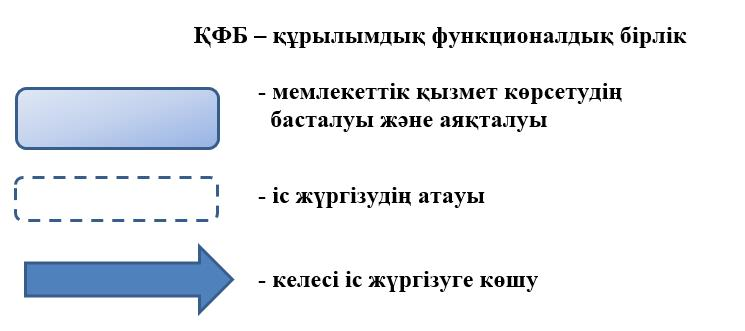 ҚФБ – құрылымдық функционалдық бірлік
- мемлекеттік қызмет көрсетудің
басталуы және аяқталуы
- іс жүргізудің атауы
- келесі іс жүргізуге көшу